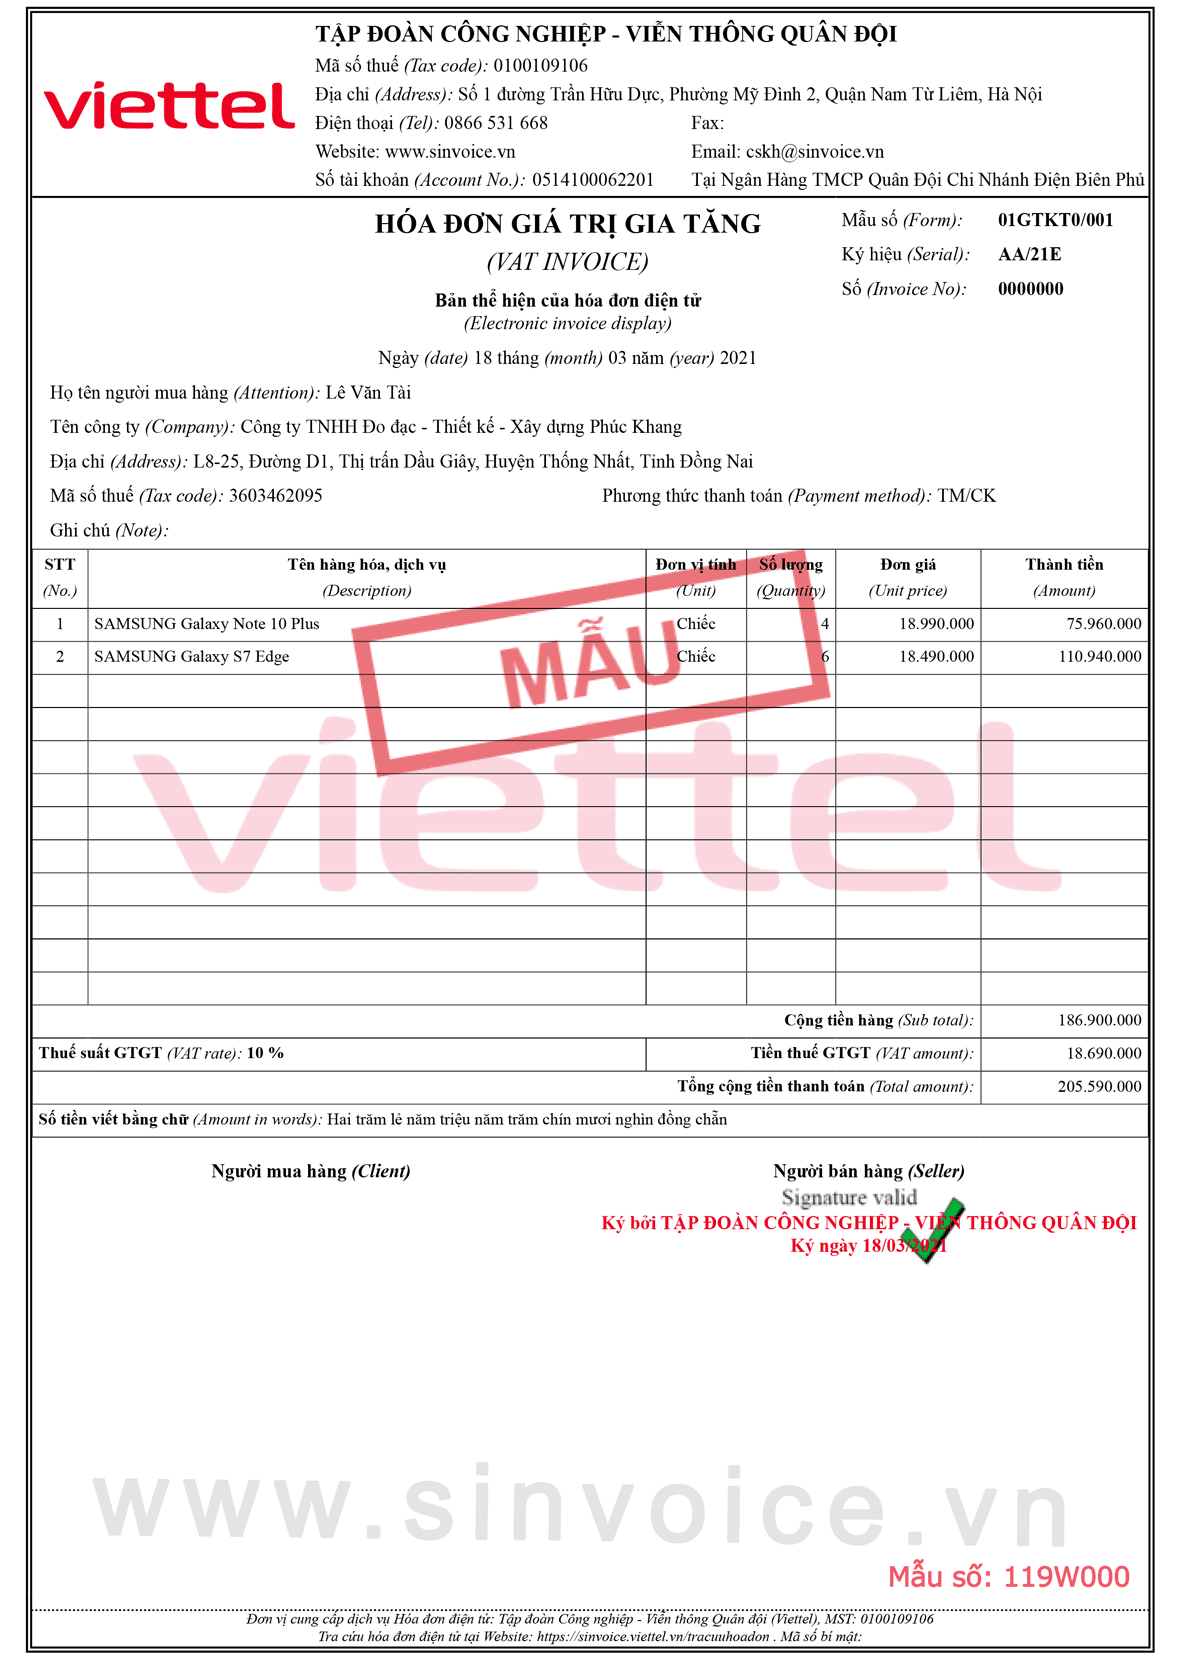 TẬP ĐOÀN CÔNG NGHIỆP - VIỄN THÔNG QUÂN ĐỘI
viettel
Mã số thuế (Tax code): 0100109106
Địa chỉ (Address): Số 1 đường Trần Hữu Dực, Phường Mỹ Đình 2, Quận Nam Từ Liêm, Hà Nội
Điện thoại (Tel): 0866 531 668 Fax:
Website: www.sinvoice.vn Email: cskh@sinvoice.vn
Số tài khoản (Account No.): 0514100062201 Tại Ngân Hàng TMCP Quân Đội Chi Nhánh Điện Biên Phủ
HÓA ĐƠN GIÁ TRỊ GIA TĂNG
(VAT INVOICE)
Bản thể hiện của hóa đơn điện tử
(Electronic invoice display)
Ngày (date) 18 tháng (month) 03 năm (year) 2021
Mẫu số (Form): 01GTKT0/001
Ký hiệu (Serial): AA/21E
Số (Invoice No): 0000000
Họ tên người mua hàng (Attention): Lê Văn Tài
Tên công ty (Company): Công ty TNHH Đo đạc - Thiết kế - Xây dựng Phúc Khang
Địa chỉ (Address): L8-25, Đường D1, Thị trấn Dầu Giây, Huyện Thống Nhất, Tỉnh Đồng Nai
Mã số thuế (Tax code): 3603462095 Phương thức thanh toán (Payment method): TM/CK
Ghi chú (Note):
STT Tên hàng hóa, dịch vụ Đơn vị tính Số lượng Đơn giá Thành tiền
(No.) (Description) (Unit) (Quantity) (Unit price) (Amount)
1 SAMSUNG Galaxy Note 10 Plus Chiếc 4 18.990.000 75.960.000
2 SAMSUNG Galaxy S7 Edge Chiếc 6 18.490.000 110.940.000
MẪU
viettel
Cộng tiền hàng (Sub total): 186.900.000
Thuế suất GTGT (VAT rate): 10 % Tiền thuế GTGT (VAT amount): 18.690.000
Tổng cộng tiền thanh toán (Total amount): 205.590.000
Số tiền viết bằng chữ (Amount in words): Hai trăm lẻ năm triệu năm trăm chín mươi nghìn đồng chẵn
Người mua hàng (Client) Người bán hàng (Seller)
Signature valid
Ký bởi TẬP ĐOÀN CÔNG NGHIỆP - VIỄN THÔNG QUÂN ĐỘI
Ký ngày 18/03/2021
www.sinvoice.vn
Mẫu số: 119W000
Đơn vị cung cấp dịch vụ Hóa đơn điện tử: Tập đoàn Công nghiệp - Viễn thông Quân đội (Viettel), MST: 0100109106
Tra cứu hóa đơn điện tử tại Website: https://sinvoice.viettel.vn/tracuuhoadon . Mã số bí mật: